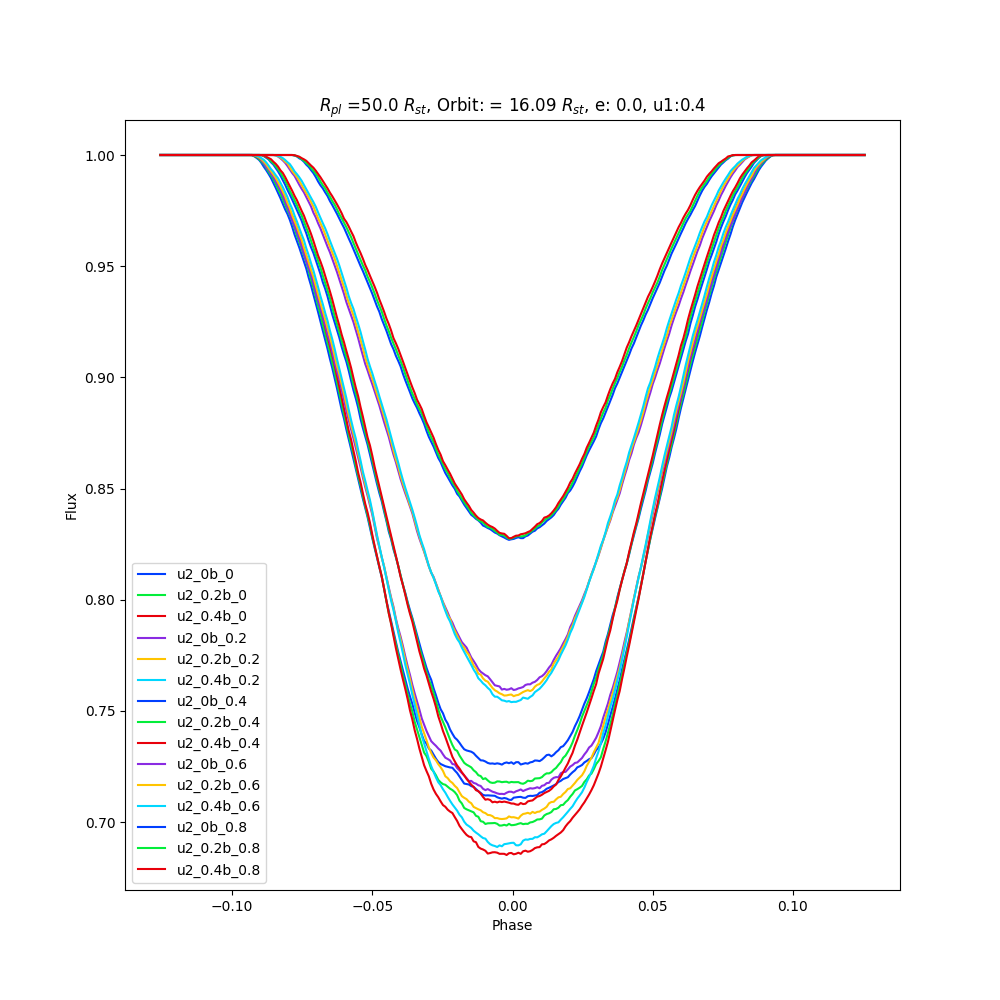 R_pl =50.0 R_st, Orbit: = 16.09 R_st, e: 0.0, u1:0.4
1.00
0.95
0.90
0.85
0.80
0.75
0.70
Flux
u2_0b_0
u2_0.2b_0
u2_0.4b_0
u2_0b_0.2
u2_0.2b_0.2
u2_0.4b_0.2
u2_0b_0.4
u2_0.2b_0.4
u2_0.4b_0.4
u2_0b_0.6
u2_0.2b_0.6
u2_0.4b_0.6
u2_0b_0.8
u2_0.2b_0.8
u2_0.4b_0.8
−0.10 −0.05 0.00 0.05 0.10
Phase